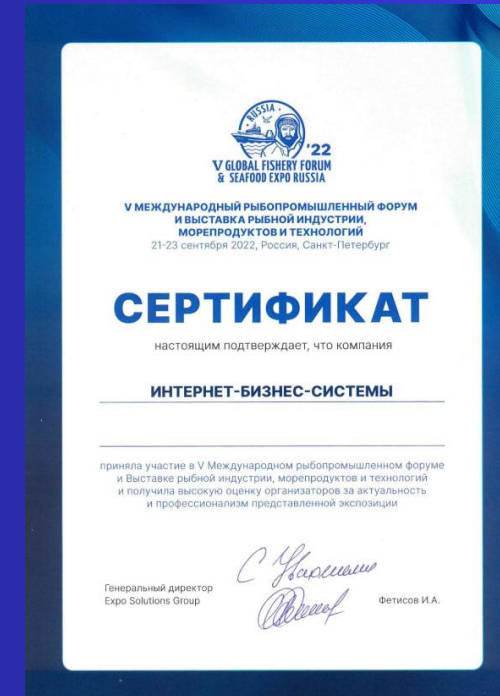 RUSSIA
'22
V GLOBAL FISHERY FORUM
& SEAFOOD EXPO RUSSIA
V МЕЖДУНАРОДНЫЙ РЫБОПРОМЫШЛЕННЫЙ ФОРУМ
И ВЫСТАВКА РЫБНОЙ ИНДУСТРИИ,
МОРЕПРОДУКТОВ И ТЕХНОЛОГИЙ
21-23 сентября 2022, Россия, Санкт-Петербург
СЕРТИФИКАТ
настоящим подтверждает, что компания
ИНТЕРНЕТ-БИЗНЕС-СИСТЕМЫ
приняла участие в V Международном рыбопромышленном форуме
и Выставке рыбной индустрии, морепродуктов и технологий
и получила высокую оценку организаторов за актуальность
и профессионализм представленной экспозиции
С Уважением
Генеральный директор
Expo Solutions Group
Фетисов И.А.